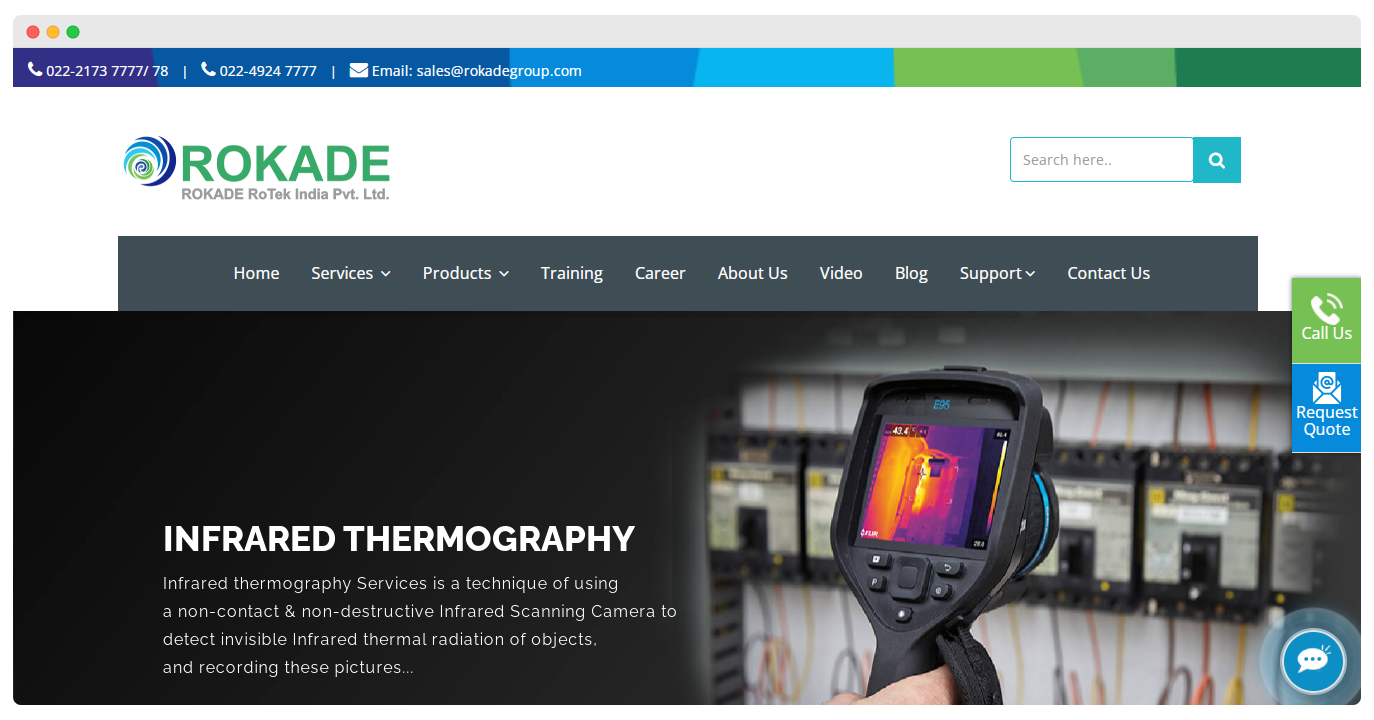 022-2173 7777/ 78 | 022-4924 7777 | Email: sales@rokadegroup.com
ROKADE
ROKADE RoTek India Pvt. Ltd.
Search here..
Home Services Products Training Career About Us Video Blog Support Contact Us
Call Us
Request
Quote
E95
43.4
FLIR
INFRARED THERMOGRAPHY
Infrared thermography Services is a technique of using
a non-contact & non-destructive Infrared Scanning Camera to
detect invisible Infrared thermal radiation of objects,
and recording these pictures...